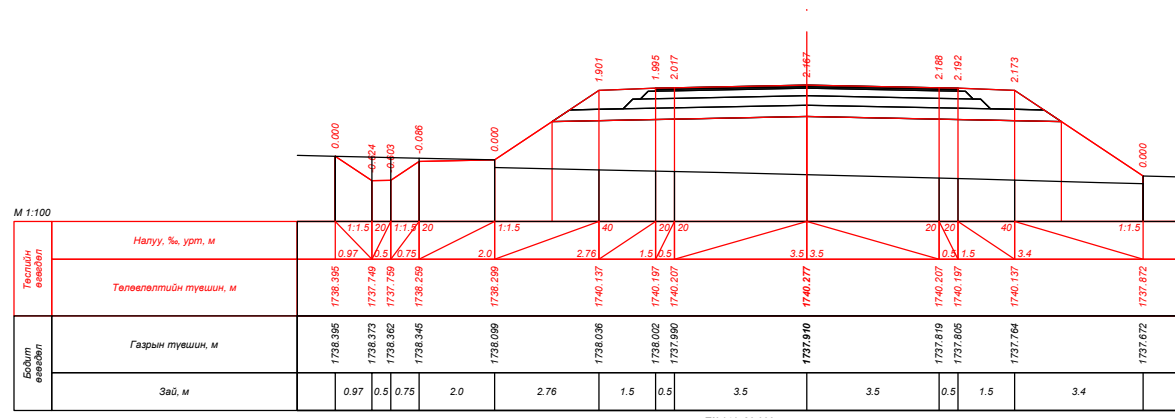 1.901 1.995 2.017 2.167 2.188 2.192 2.173
0.000 -0.624 -0.603 -0.086 0.000 0.000
М 1:100
Төслийн өгөгдөл
Налуу, ‰, урт, м
1:1.5 20 1:1.5 20 1:1.5 40 20 20 20 20 40 1:1.5
0.97 0.5 0.75 2.0 2.76 1.5 0.5 3.5 3.5 0.5 1.5 3.4
Төлөвлөлтийн түвшин, м
1738.395 1737.749 1737.759 1738.259 1738.299 1740.137 1740.197 1740.207 1740.277 1740.207 1740.197 1740.137 1737.872
Бодит өгөгдөл
Газрын түвшин, м
1738.395 1738.373 1738.362 1738.345 1738.099 1738.036 1738.002 1737.990 1737.910 1737.819 1737.805 1737.764 1737.672
Зай, м
0.97 0.5 0.75 2.0 2.76 1.5 0.5 3.5 3.5 0.5 1.5 3.4